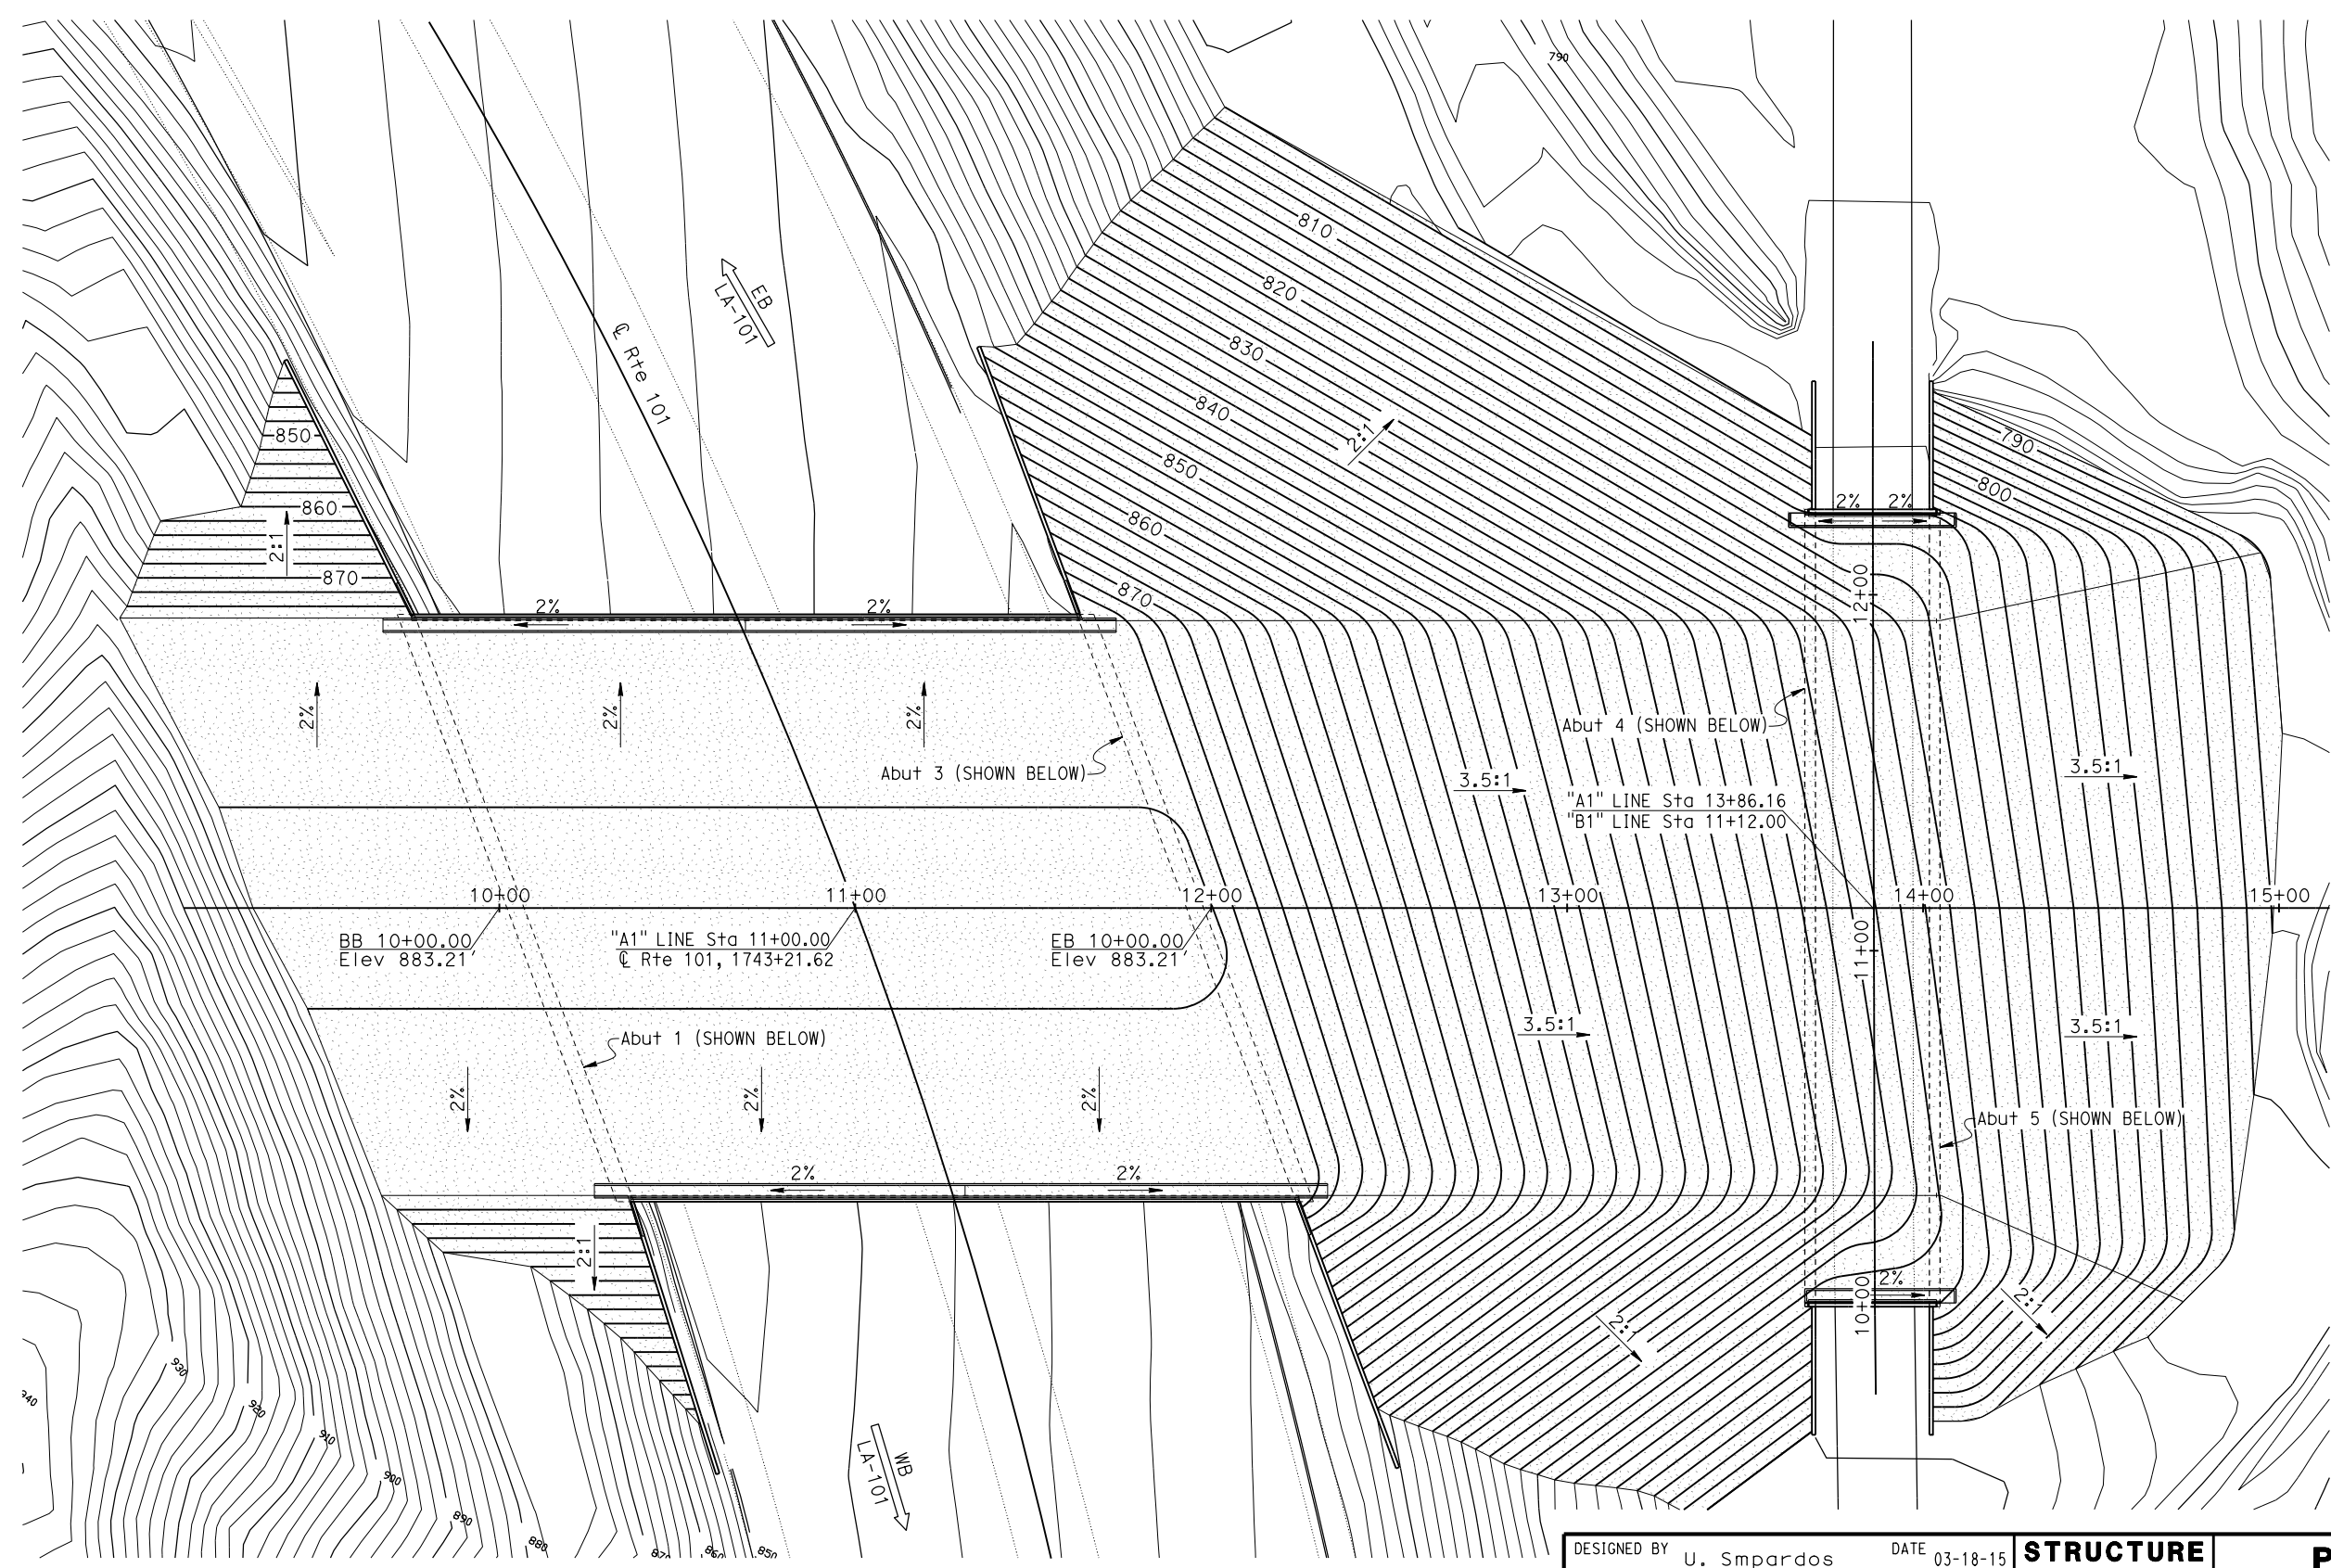 790
810
820
EB
LA-101
℄ Rte 101
830
840
850
2:1
790
850
800
860
2%
2%
860
2:1
870
870
12+00
2%
2%
2%
2%
2%
Abut 4 (SHOWN BELOW)
Abut 3 (SHOWN BELOW)
3.5:1
3.5:1
"A1" LINE Sta 13+86.16
"B1" LINE Sta 11+12.00
10+00
11+00
12+00
13+00
14+00
15+00
BB 10+00.00
Elev 883.21
"A1" LINE Sta 11+00.00
℄ Rte 101, 1743+21.62
EB 10+00.00
Elev 883.21
11+00
3.5:1
3.5:1
Abut 1 (SHOWN BELOW)
2%
2%
2%
Abut 5 (SHOWN BELOW)
2%
2%
2:1
2%
10+00
2:1
2:1
930
920
910
900
890
880
870
860
850
WB
LA-101
DESIGNED BY
U. Smpardos
DATE
03-18-15
STRUCTURE